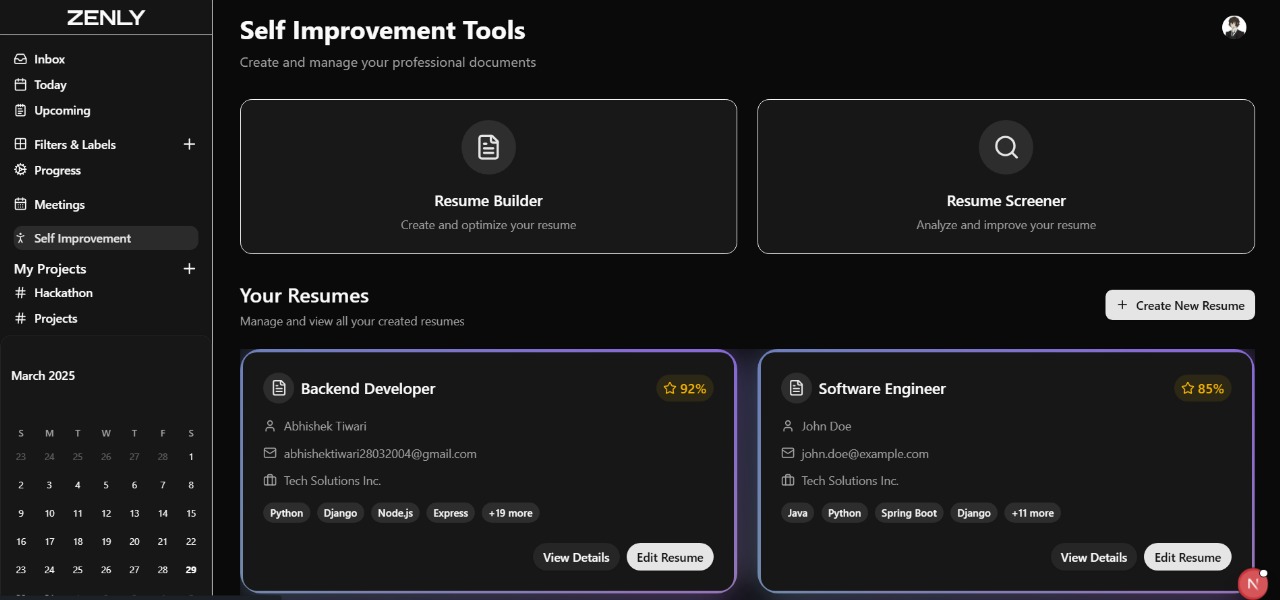 ZENLY
Inbox
Today
Upcoming
Filters & Labels +
Progress
Meetings
Self Improvement
My Projects +
# Hackathon
# Projects
March 2025
S M T W T F S
23 24 25 26 27 28 1
2 3 4 5 6 7 8
9 10 11 12 13 14 15
16 17 18 19 20 21 22
23 24 25 26 27 28 29
Self Improvement Tools
Create and manage your professional documents
Resume Builder
Create and optimize your resume
Resume Screener
Analyze and improve your resume
Your Resumes
Manage and view all your created resumes
+ Create New Resume
Backend Developer 92%
Abhishek Tiwari
abhishektiwari28032004@gmail.com
Tech Solutions Inc.
Python Django Node.js Express +19 more
View Details Edit Resume
Software Engineer 85%
John Doe
john.doe@example.com
Tech Solutions Inc.
Java Python Spring Boot Django +11 more
View Details Edit Resume
N